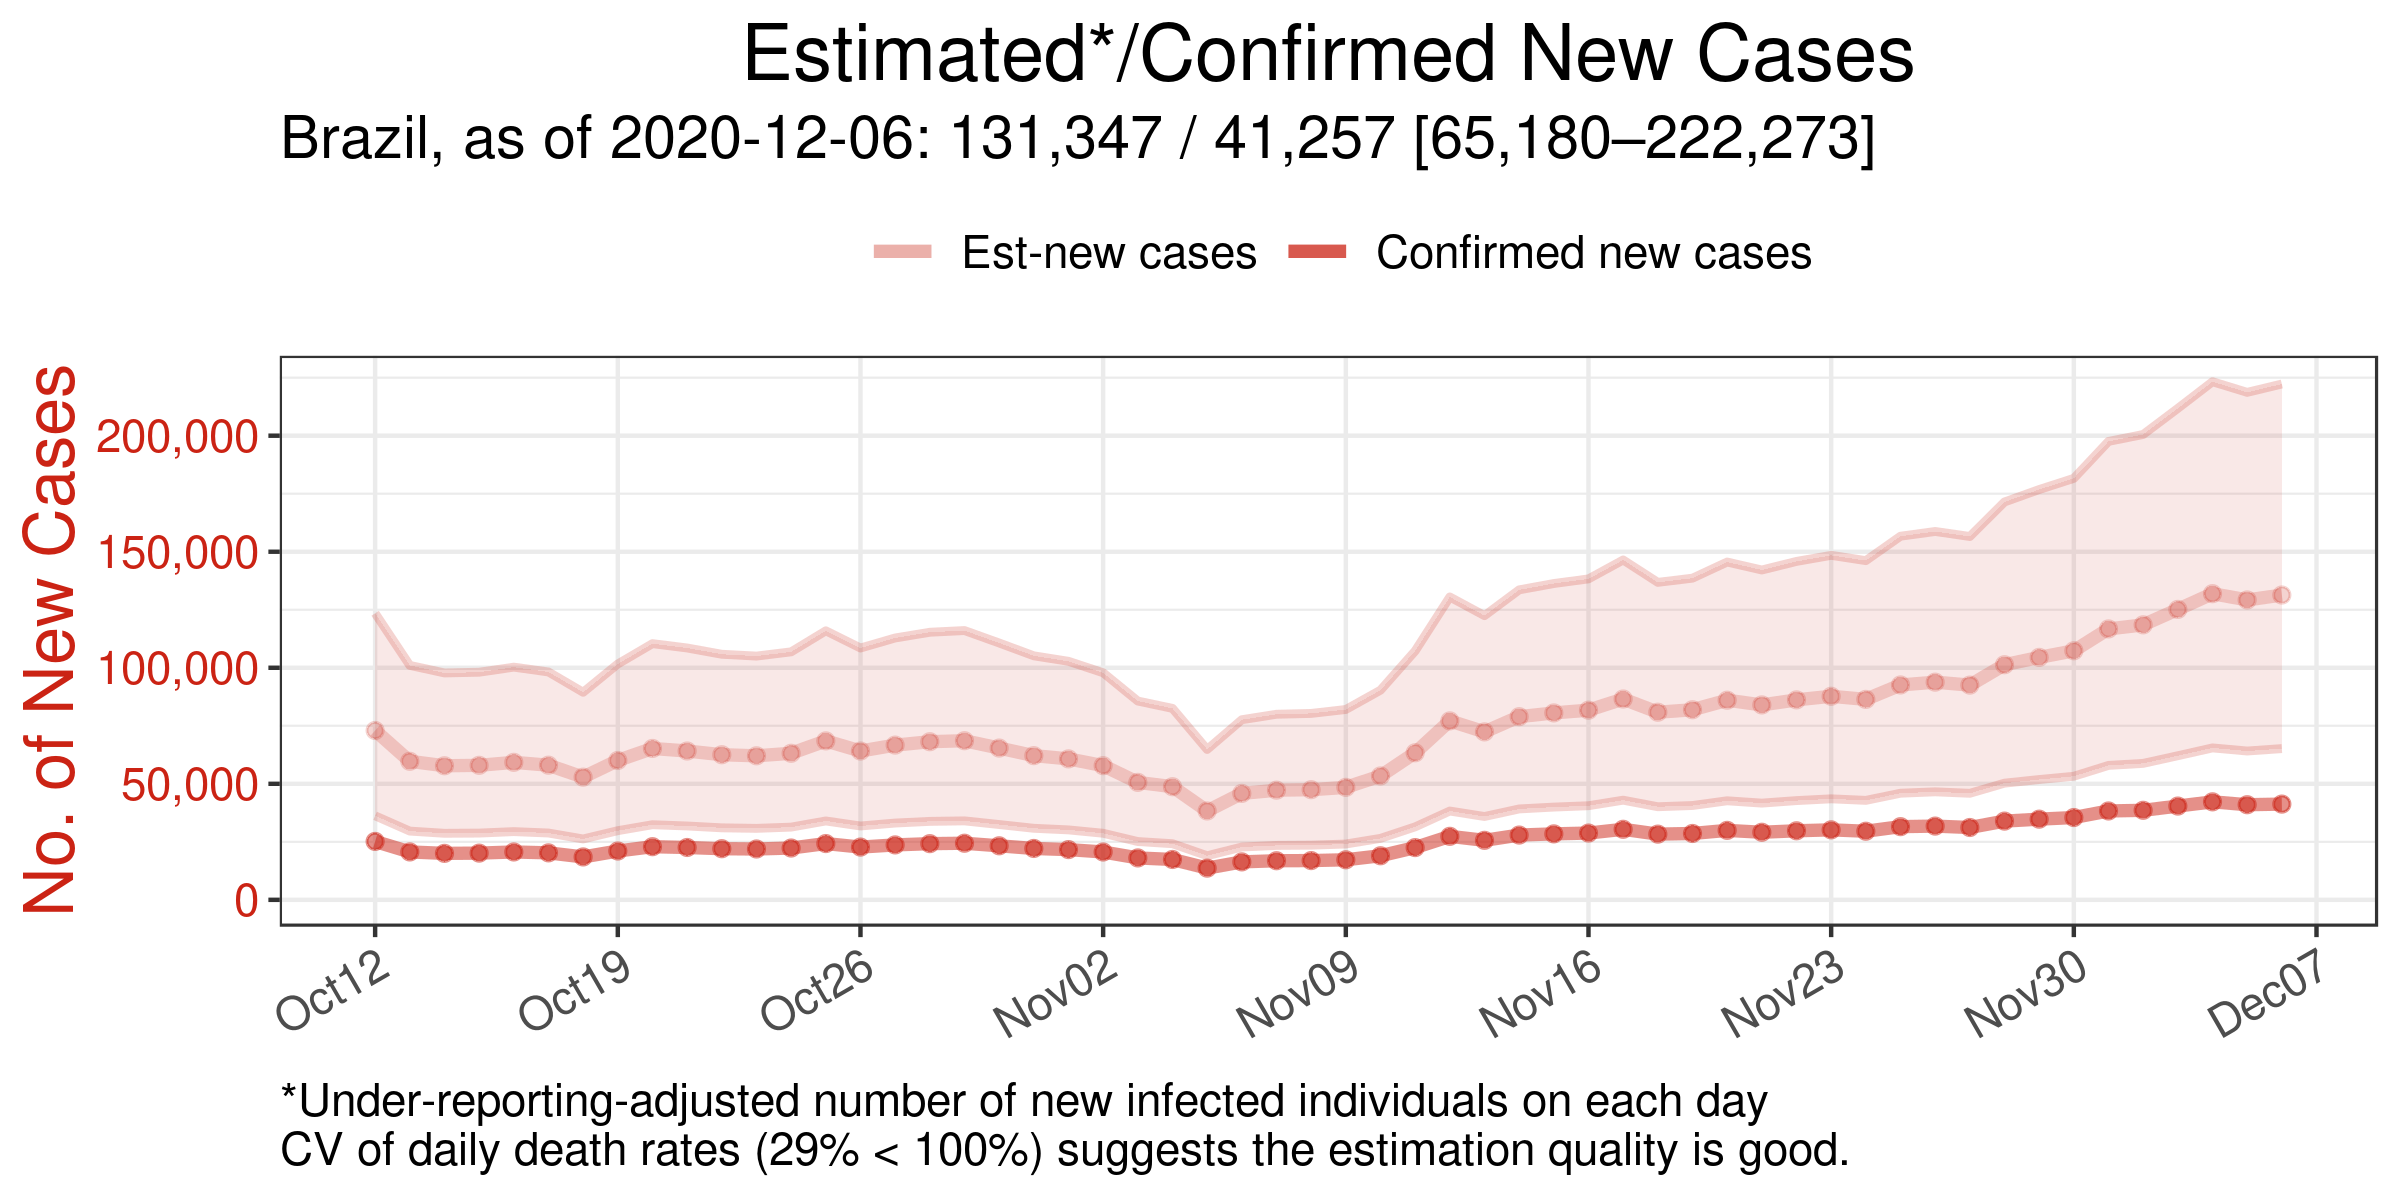 Estimated*/Confirmed New Cases
Brazil, as of 2020-12-06: 131,347 / 41,257 [65,180–222,273]
Est-new cases
Confirmed new cases
No. of New Cases
200,000
150,000
100,000
50,000
0
Oct12
Oct19
Oct26
Nov02
Nov09
Nov16
Nov23
Nov30
Dec07
*Under-reporting-adjusted number of new infected individuals on each day
CV of daily death rates (29% < 100%) suggests the estimation quality is good.